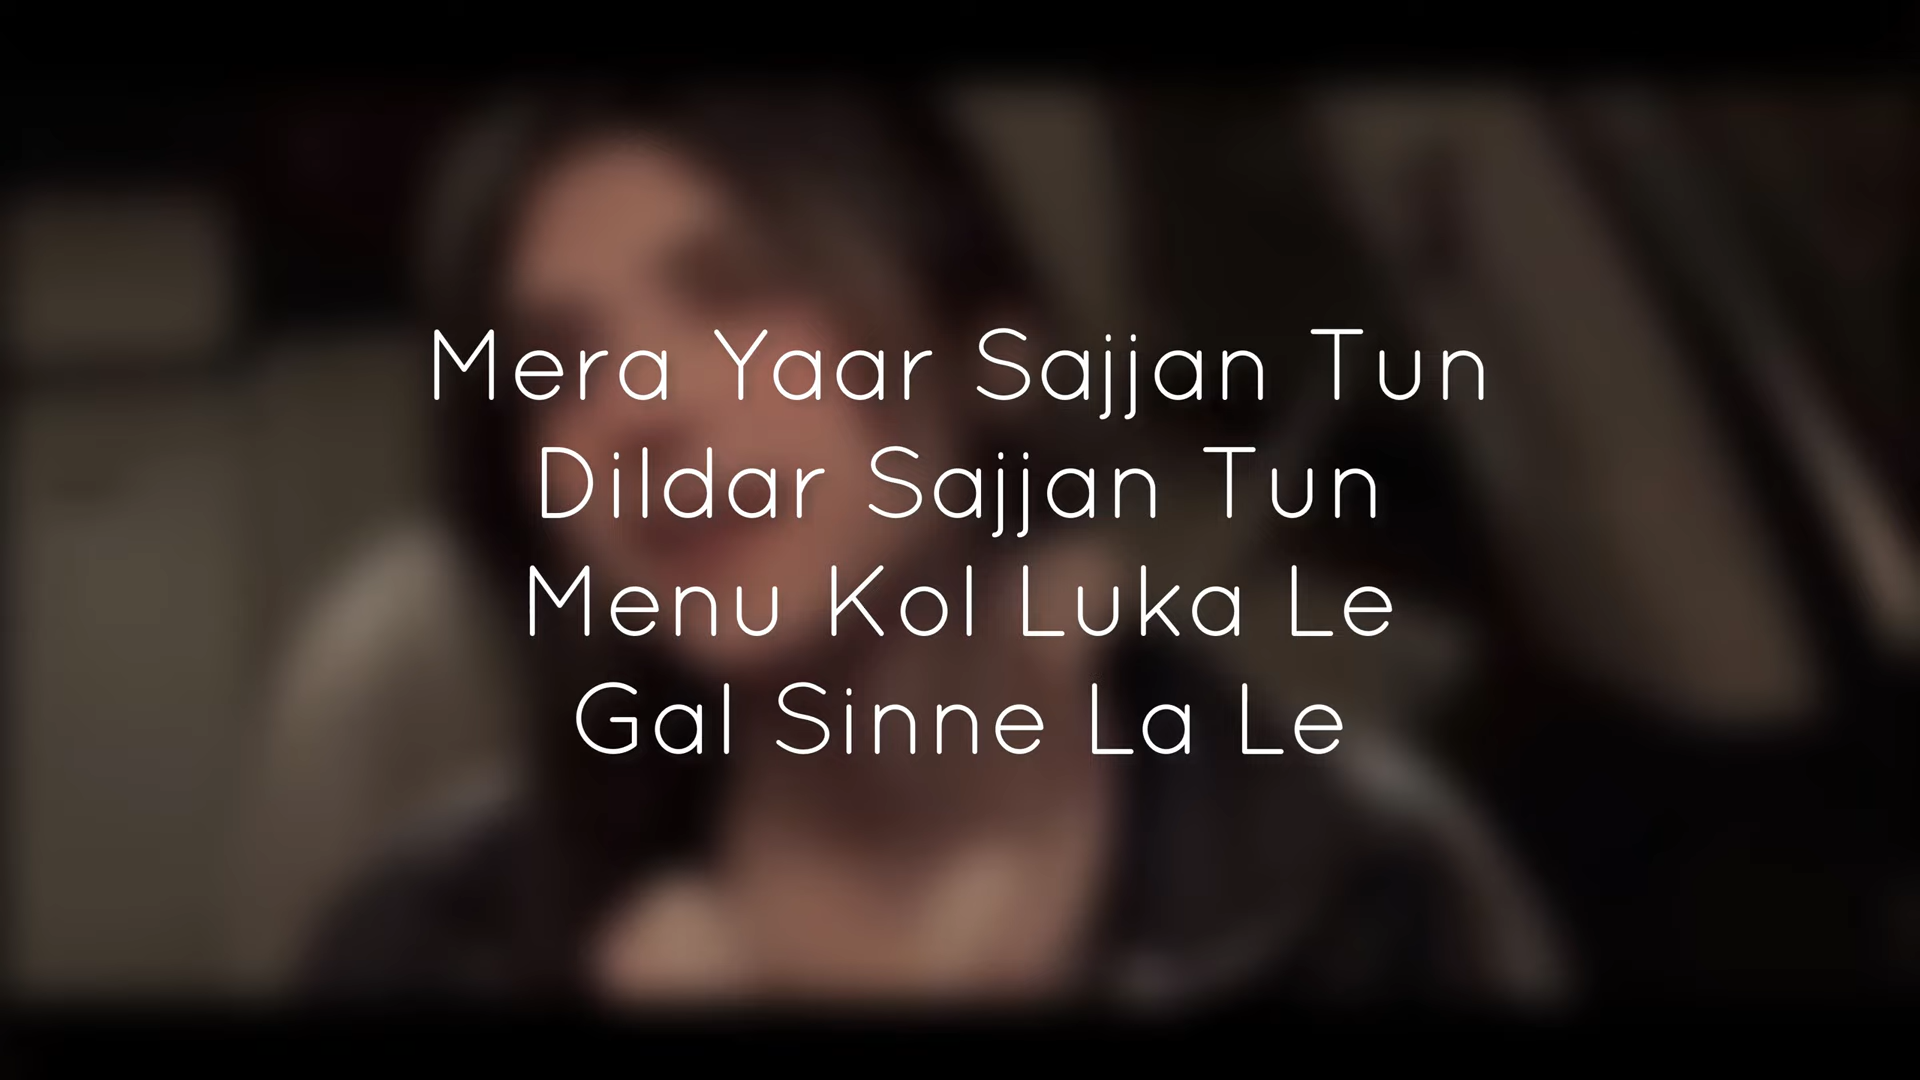 Mera Yaar Sajjan Tun
Dildar Sajjan Tun
Menu Kol Luka Le
Gal Sinne La Le